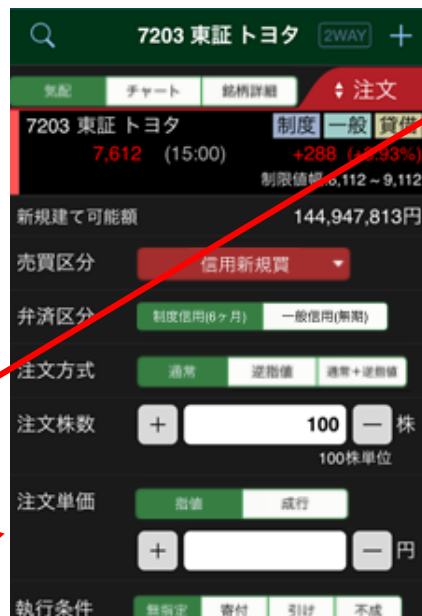 7203 東証 トヨタ 2WAY
気配 チャート 銘柄詳細 注文
7203 東証 トヨタ 制度 一般 貸借
7,612 (15:00) +288 (+3.93%)
制限値幅:6,112 ~ 9,112
新規建て可能額 144,947,813円
売買区分 信用新規買
弁済区分 制度信用(6ヶ月) 一般信用(無期)
注文方式 通常 逆指値 通常+逆指値
注文株数 + 100 － 株
100株単位
注文単価 指値 成行
+ － 円
執行条件 無指定 寄付 引け 不成